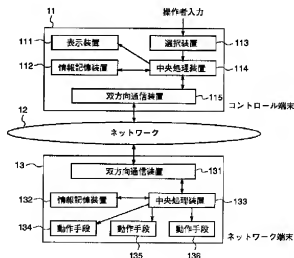 操作者入力
11
111 表示装置 選択装置 113
112 情報記憶装置 中央処理装置 114
双方向通信装置 115
コントロール端末
12
ネットワーク
13
双方向通信装置 131
132 情報記憶装置 中央処理装置 133
ネットワーク端末
134 動作手段 動作手段 動作手段
135 136